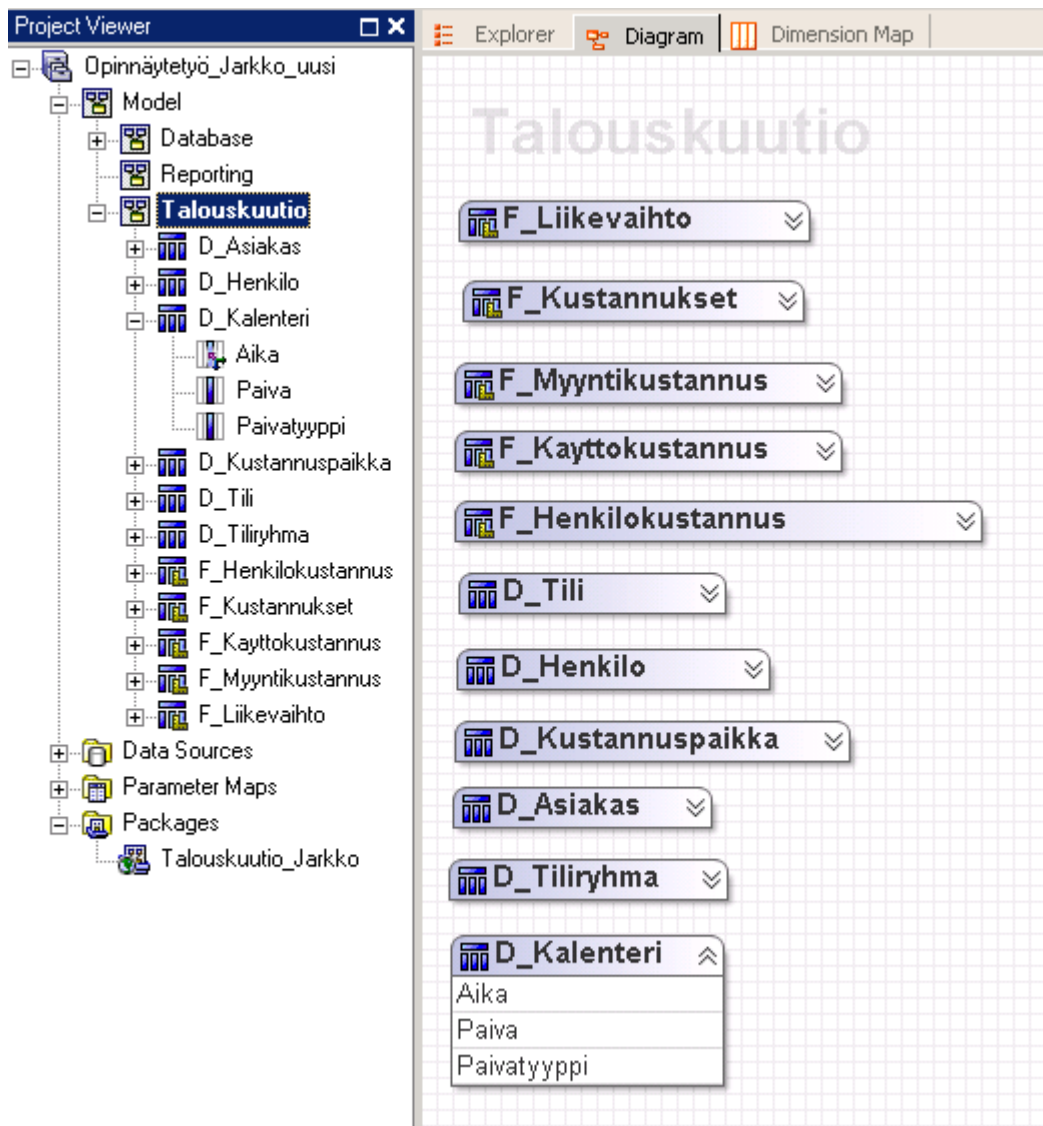 Project Viewer
Opinnäytetyö_Jarkko_uusi
Model
Database
Reporting
Talouskuutio
D_Asiakas
D_Henkilo
D_Kalenteri
Aika
Paiva
Paivatyyppi
D_Kustannuspaikka
D_Tili
D_Tiliryhma
F_Henkilokustannus
F_Kustannukset
F_Kayttokustannus
F_Myyntikustannus
F_Liikevaihto
Data Sources
Parameter Maps
Packages
Talouskuutio_Jarkko
Explorer
Diagram
Dimension Map
Talouskuutio
F_Liikevaihto
F_Kustannukset
F_Myyntikustannus
F_Kayttokustannus
F_Henkilokustannus
D_Tili
D_Henkilo
D_Kustannuspaikka
D_Asiakas
D_Tiliryhma
D_Kalenteri
Aika
Paiva
Paivatyyppi